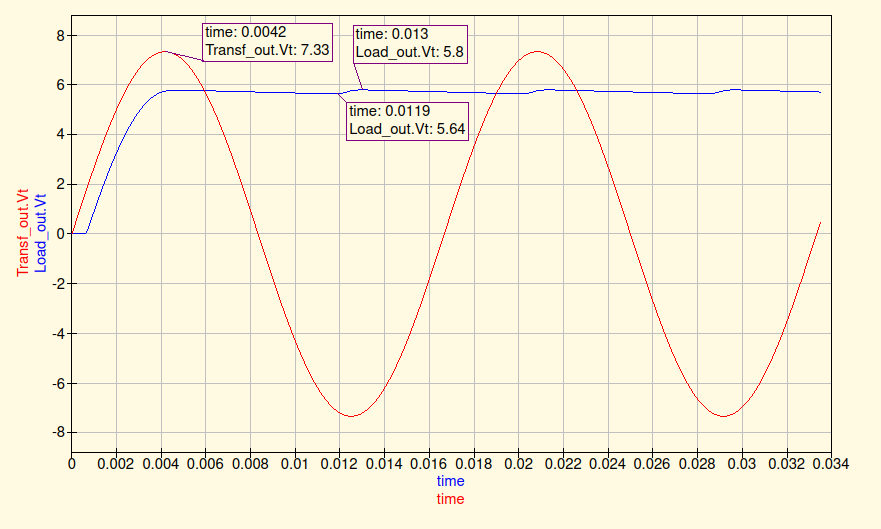 time: 0.0042
Transf_out.Vt: 7.33
time: 0.013
Load_out.Vt: 5.8
time: 0.0119
Load_out.Vt: 5.64
8
6
4
2
0
-2
-4
-6
-8
Transf_out.Vt
Load_out.Vt
0 0.002 0.004 0.006 0.008 0.01 0.012 0.014 0.016 0.018 0.02 0.022 0.024 0.026 0.028 0.03 0.032 0.034
time
time